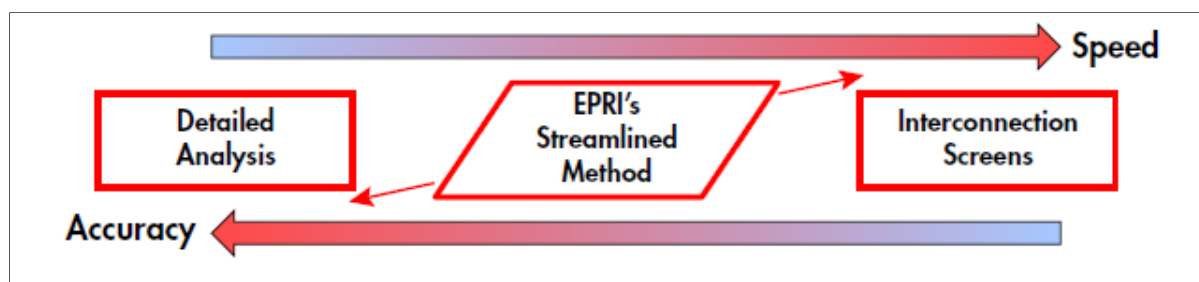 Speed
Detailed
Analysis
EPRI's
Streamlined
Method
Interconnection
Screens
Accuracy